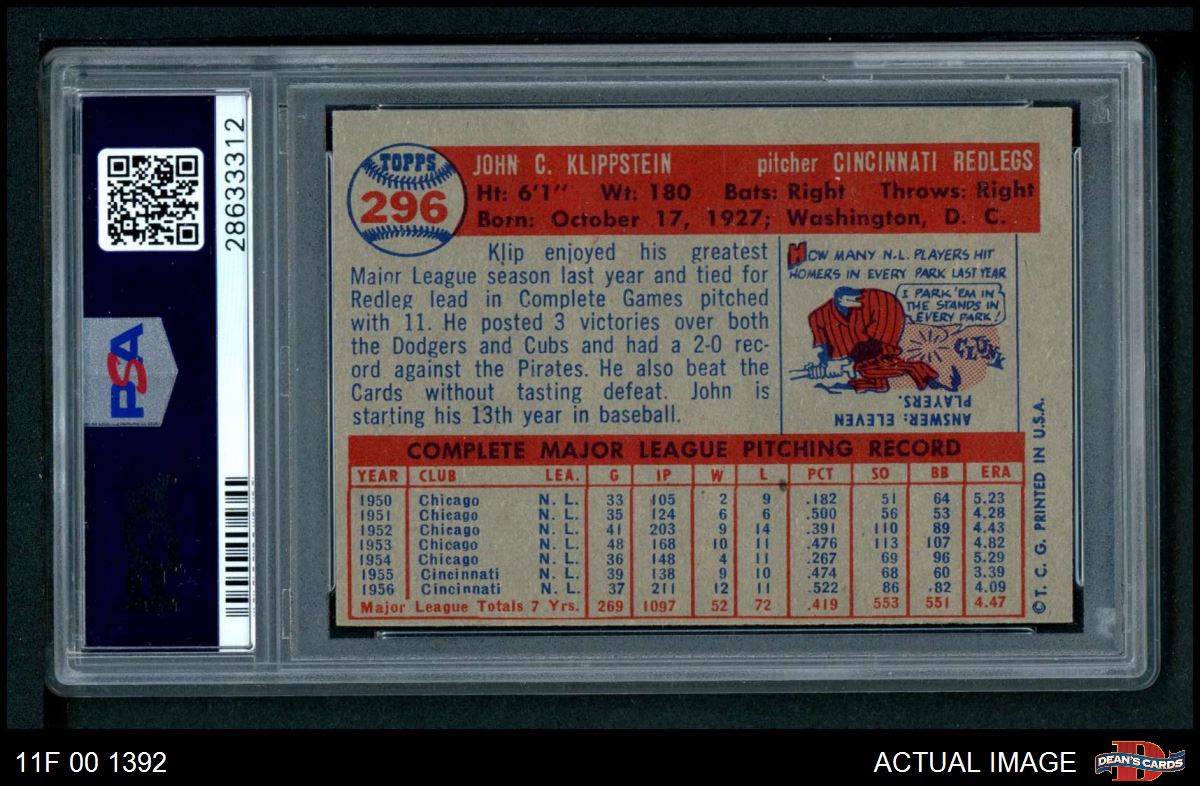 PSA
28633312
TOPPS
296
JOHN C. KLIPPSTEIN pitcher CINCINNATI REDLEGS
Ht: 6'1" Wt: 180 Bats: Right Throws: Right
Born: October 17, 1927; Washington, D. C.
Klip enjoyed his greatest
Major League season last year and tied for
Redleg lead in Complete Games pitched
with 11. He posted 3 victories over both
the Dodgers and Cubs and had a 2-0 rec-
ord against the Pirates. He also beat the
Cards without tasting defeat. John is
starting his 13th year in baseball.
HOW MANY N.L. PLAYERS HIT
HOMERS IN EVERY PARK LAST YEAR
I PARK 'EM IN
THE STANDS IN
EVERY PARK!
CLUNK
ANSWER: ELEVEN
PLAYERS.
COMPLETE MAJOR LEAGUE PITCHING RECORD
YEAR CLUB LEA. G IP W L PCT SO BB ERA
1950 Chicago N. L. 33 105 2 9 .182 51 64 5.23
1951 Chicago N. L. 35 124 6 6 .500 56 53 4.28
1952 Chicago N. L. 41 203 9 14 .391 110 89 4.43
1953 Chicago N. L. 48 168 10 11 .476 113 107 4.82
1954 Chicago N. L. 36 148 4 11 .267 69 96 5.29
1955 Cincinnati N. L. 39 138 9 10 .474 68 60 3.39
1956 Cincinnati N. L. 37 211 12 11 .522 86 .82 4.09
Major League Totals 7 Yrs. 269 1097 52 72 .419 553 551 4.47
©T. C. G. PRINTED IN U.S.A.
11F 00 1392
ACTUAL IMAGE
DEAN'S CARDS